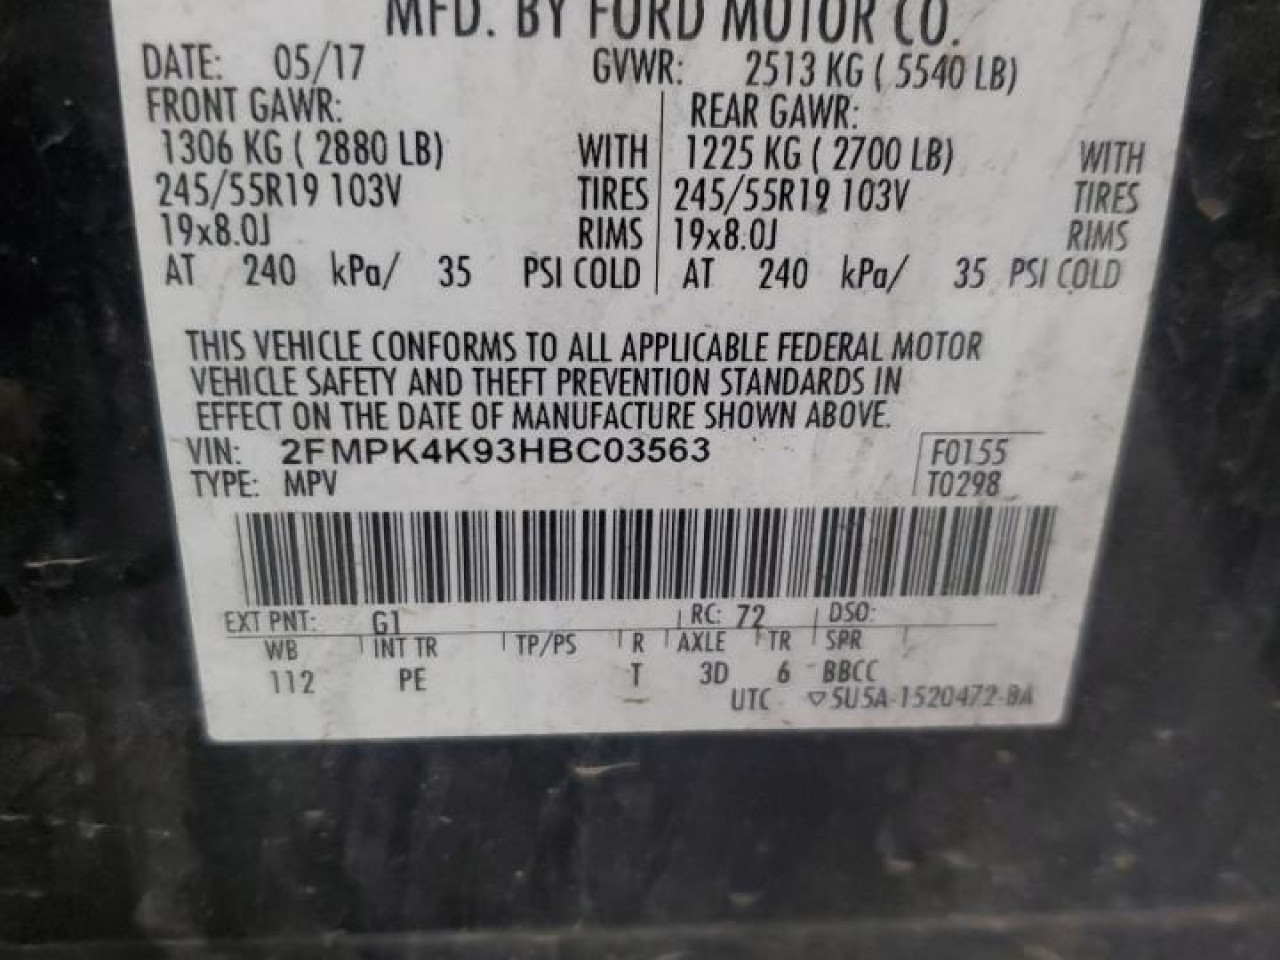 MFD. BY FORD MOTOR CO.
DATE: 05/17 GVWR: 2513 KG ( 5540 LB)
FRONT GAWR: REAR GAWR:
1306 KG ( 2880 LB) WITH 1225 KG ( 2700 LB) WITH
245/55R19 103V TIRES 245/55R19 103V TIRES
19x8.0J RIMS 19x8.0J RIMS
AT 240 kPa/ 35 PSI COLD AT 240 kPa/ 35 PSI COLD
THIS VEHICLE CONFORMS TO ALL APPLICABLE FEDERAL MOTOR
VEHICLE SAFETY AND THEFT PREVENTION STANDARDS IN
EFFECT ON THE DATE OF MANUFACTURE SHOWN ABOVE.
VIN: 2FMPK4K93HBC03563 F0155
TYPE: MPV T0298
EXT PNT: G1 RC: 72 DSO:
WB INT TR TP/PS R AXLE TR SPR
112 PE T 3D 6 BBCC
UTC ▽5U5A-1520472-BA